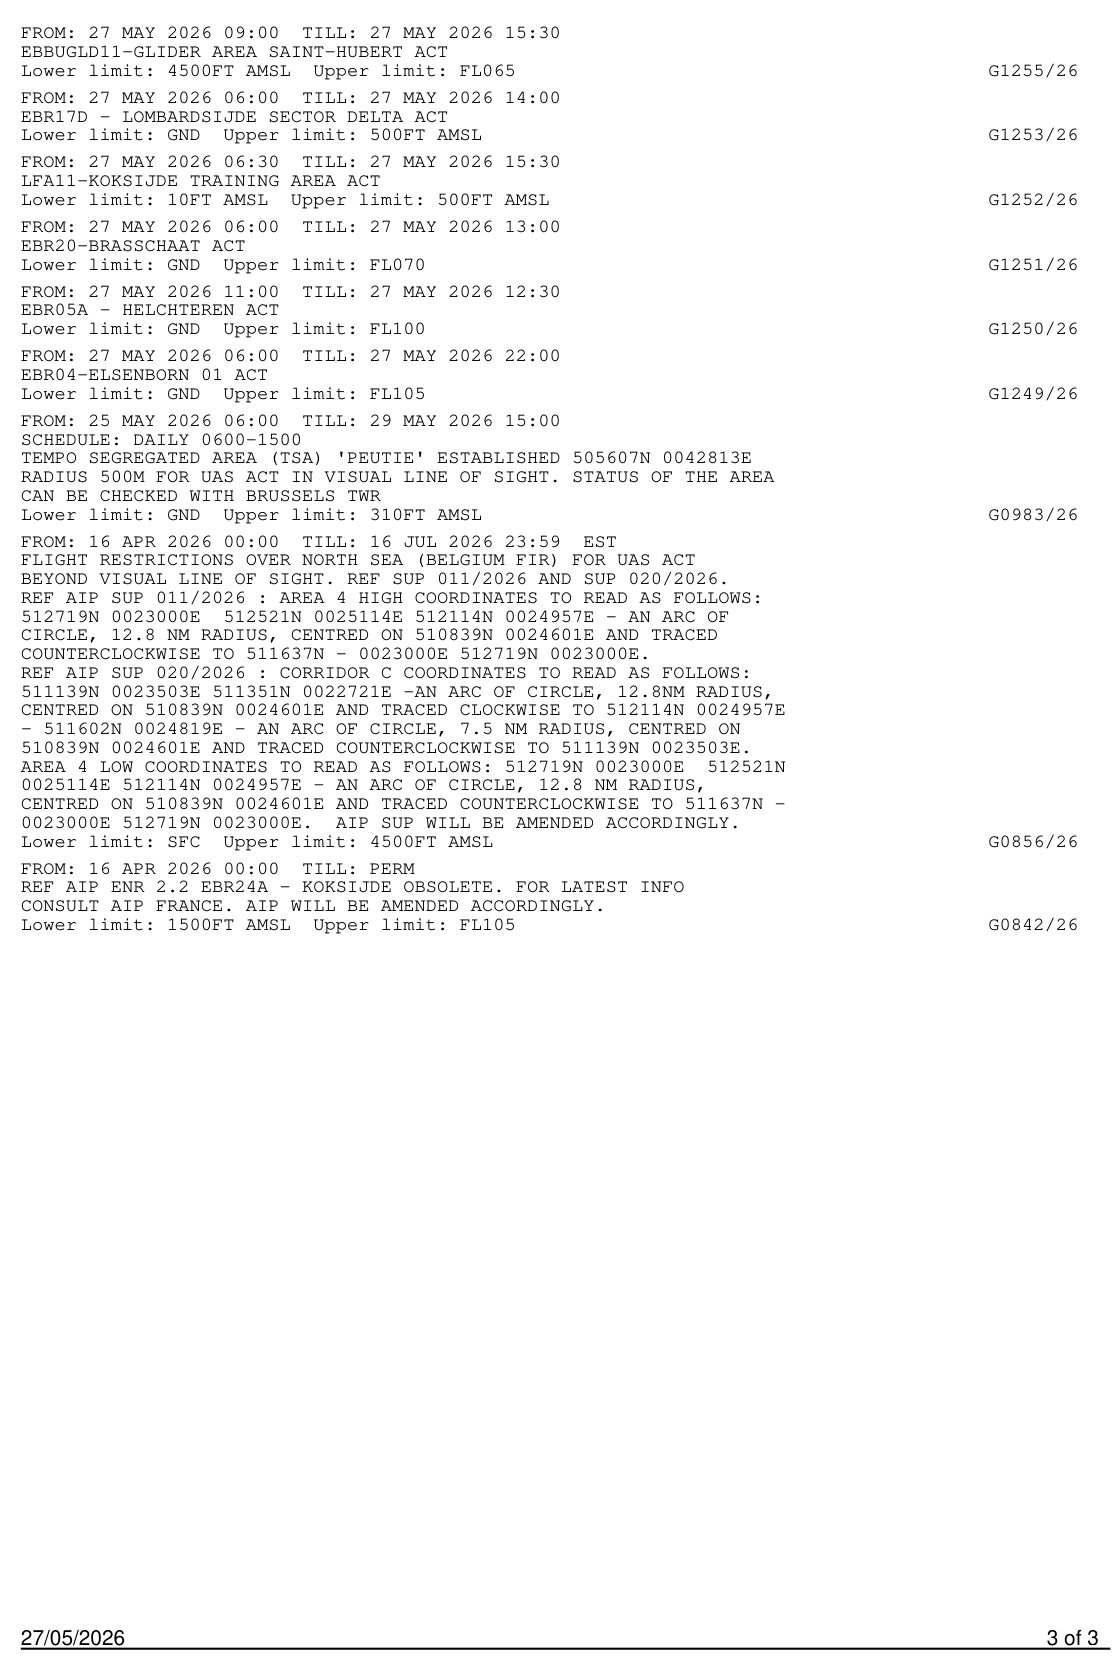 FROM: 27 MAY 2026 09:00  TILL: 27 MAY 2026 15:30
EBBUGLD11-GLIDER AREA SAINT-HUBERT ACT
Lower limit: 4500FT AMSL  Upper limit: FL065 G1255/26
FROM: 27 MAY 2026 06:00  TILL: 27 MAY 2026 14:00
EBR17D - LOMBARDSIJDE SECTOR DELTA ACT
Lower limit: GND  Upper limit: 500FT AMSL G1253/26
FROM: 27 MAY 2026 06:30  TILL: 27 MAY 2026 15:30
LFA11-KOKSIJDE TRAINING AREA ACT
Lower limit: 10FT AMSL  Upper limit: 500FT AMSL G1252/26
FROM: 27 MAY 2026 06:00  TILL: 27 MAY 2026 13:00
EBR20-BRASSCHAAT ACT
Lower limit: GND  Upper limit: FL070 G1251/26
FROM: 27 MAY 2026 11:00  TILL: 27 MAY 2026 12:30
EBR05A - HELCHTEREN ACT
Lower limit: GND  Upper limit: FL100 G1250/26
FROM: 27 MAY 2026 06:00  TILL: 27 MAY 2026 22:00
EBR04-ELSENBORN 01 ACT
Lower limit: GND  Upper limit: FL105 G1249/26
FROM: 25 MAY 2026 06:00  TILL: 29 MAY 2026 15:00
SCHEDULE: DAILY 0600-1500
TEMPO SEGREGATED AREA (TSA) 'PEUTIE' ESTABLISHED 505607N 0042813E
RADIUS 500M FOR UAS ACT IN VISUAL LINE OF SIGHT. STATUS OF THE AREA
CAN BE CHECKED WITH BRUSSELS TWR
Lower limit: GND  Upper limit: 310FT AMSL G0983/26
FROM: 16 APR 2026 00:00  TILL: 16 JUL 2026 23:59  EST
FLIGHT RESTRICTIONS OVER NORTH SEA (BELGIUM FIR) FOR UAS ACT
BEYOND VISUAL LINE OF SIGHT. REF SUP 011/2026 AND SUP 020/2026.
REF AIP SUP 011/2026 : AREA 4 HIGH COORDINATES TO READ AS FOLLOWS:
512719N 0023000E  512521N 0025114E 512114N 0024957E - AN ARC OF
CIRCLE, 12.8 NM RADIUS, CENTRED ON 510839N 0024601E AND TRACED
COUNTERCLOCKWISE TO 511637N - 0023000E 512719N 0023000E.
REF AIP SUP 020/2026 : CORRIDOR C COORDINATES TO READ AS FOLLOWS:
511139N 0023503E 511351N 0022721E -AN ARC OF CIRCLE, 12.8NM RADIUS,
CENTRED ON 510839N 0024601E AND TRACED CLOCKWISE TO 512114N 0024957E
- 511602N 0024819E - AN ARC OF CIRCLE, 7.5 NM RADIUS, CENTRED ON
510839N 0024601E AND TRACED COUNTERCLOCKWISE TO 511139N 0023503E.
AREA 4 LOW COORDINATES TO READ AS FOLLOWS: 512719N 0023000E  512521N
0025114E 512114N 0024957E - AN ARC OF CIRCLE, 12.8 NM RADIUS,
CENTRED ON 510839N 0024601E AND TRACED COUNTERCLOCKWISE TO 511637N -
0023000E 512719N 0023000E.  AIP SUP WILL BE AMENDED ACCORDINGLY.
Lower limit: SFC  Upper limit: 4500FT AMSL G0856/26
FROM: 16 APR 2026 00:00  TILL: PERM
REF AIP ENR 2.2 EBR24A - KOKSIJDE OBSOLETE. FOR LATEST INFO
CONSULT AIP FRANCE. AIP WILL BE AMENDED ACCORDINGLY.
Lower limit: 1500FT AMSL  Upper limit: FL105 G0842/26
27/05/2026 3 of 3